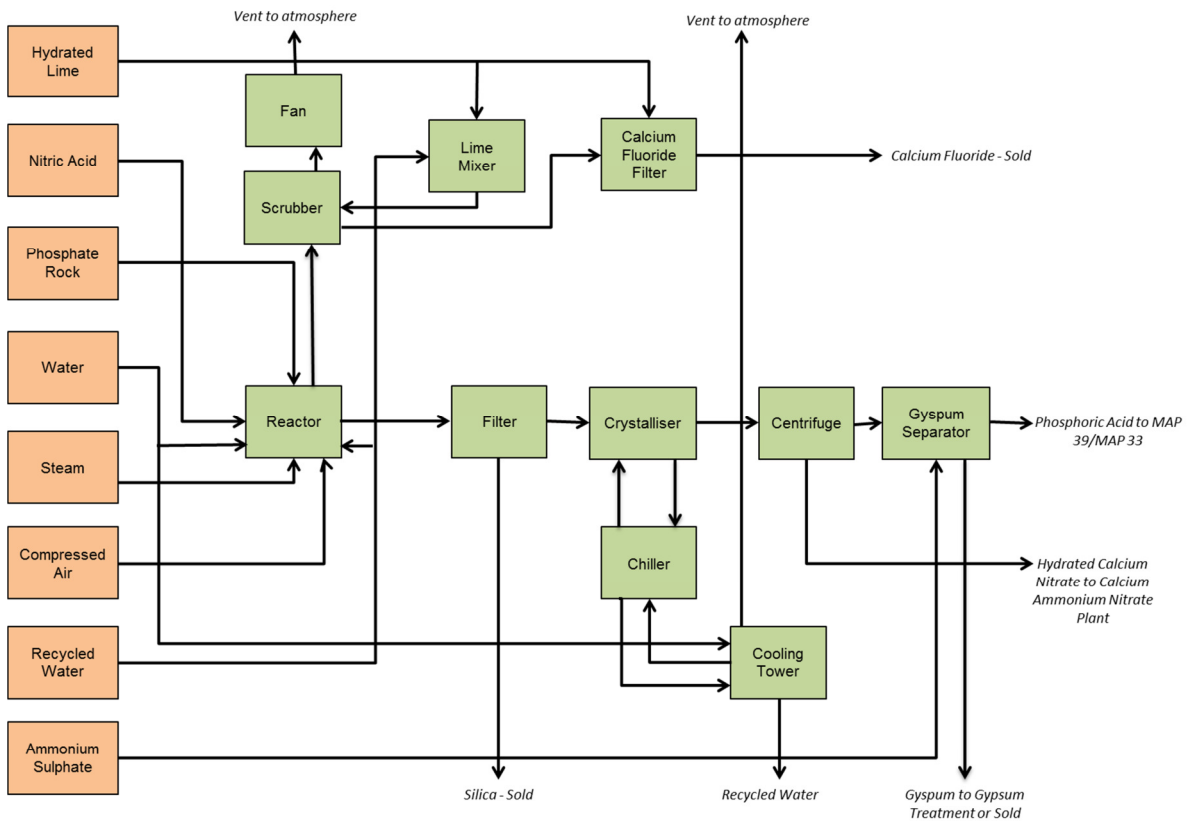 Vent to atmosphere
Vent to atmosphere
Hydrated
Lime
Fan
Nitric Acid
Lime
Mixer
Calcium
Fluoride
Filter
Calcium Fluoride - Sold
Scrubber
Phosphate
Rock
Water
Reactor
Filter
Crystalliser
Centrifuge
Gyspum
Separator
Phosphoric Acid to MAP
39/MAP 33
Steam
Compressed
Air
Chiller
Hydrated Calcium
Nitrate to Calcium
Ammonium Nitrate
Plant
Recycled
Water
Cooling
Tower
Ammonium
Sulphate
Silica - Sold
Recycled Water
Gyspum to Gypsum
Treatment or Sold